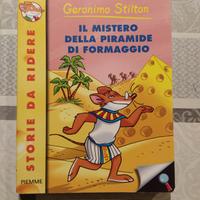 Geronimo Stilton
IL MISTERO
DELLA PIRAMIDE
DI FORMAGGIO
STORIE DA RIDERE
PIEMME